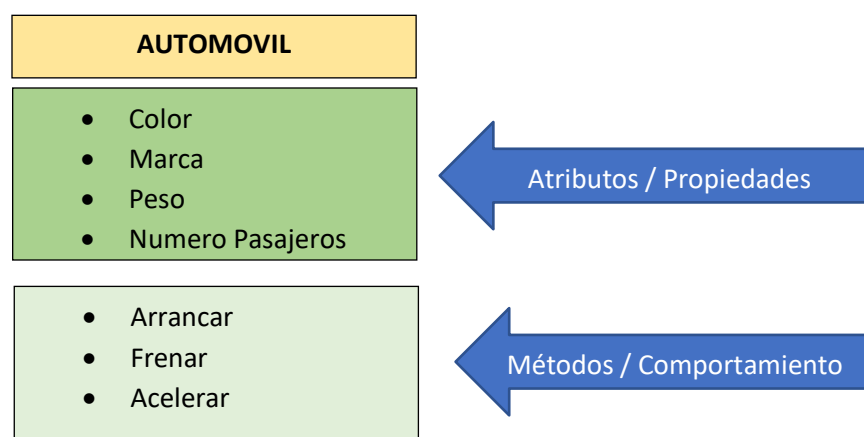 AUTOMOVIL
• Color
• Marca
• Peso
• Numero Pasajeros
Atributos / Propiedades
• Arrancar
• Frenar
• Acelerar
Métodos / Comportamiento